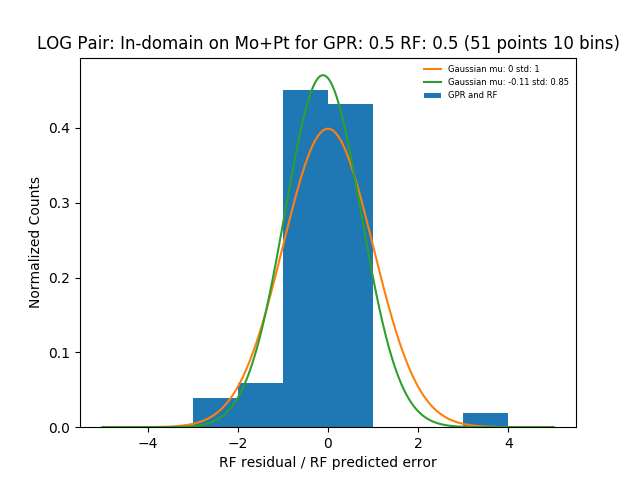 LOG Pair: In-domain on Mo+Pt for GPR: 0.5 RF: 0.5 (51 points 10 bins)
Gaussian mu: 0 std: 1
Gaussian mu: -0.11 std: 0.85
GPR and RF
Normalized Counts
0.4
0.3
0.2
0.1
0.0
−4
−2
0
2
4
RF residual / RF predicted error